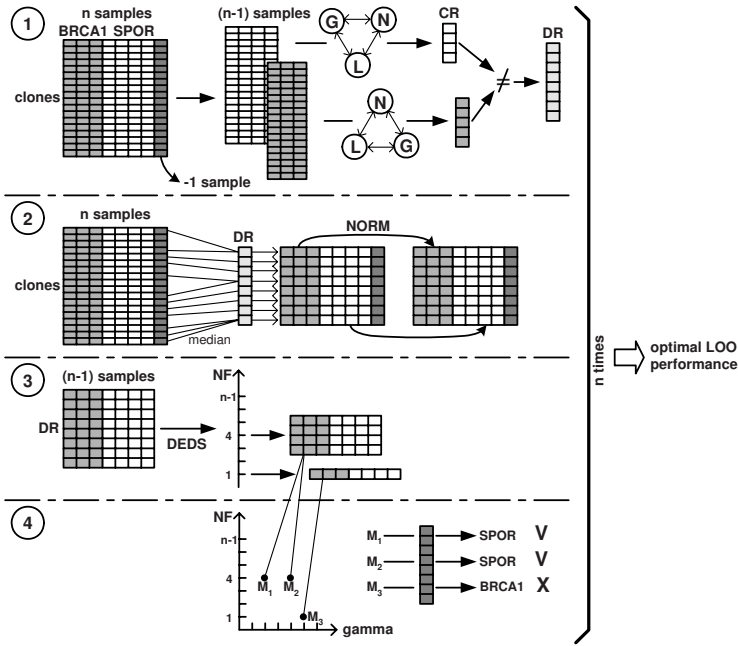 1
n samples
BRCA1 SPOR
clones
-1 sample
(n-1) samples
G
N
L
N
L
G
CR
≠
DR
2
n samples
clones
DR
median
NORM
3
(n-1) samples
DR
DEDS
NF
n-1
4
1
4
NF
n-1
4
1
M1
M2
M3
gamma
M1
SPOR
V
M2
SPOR
V
M3
BRCA1
X
n times
optimal LOO
performance